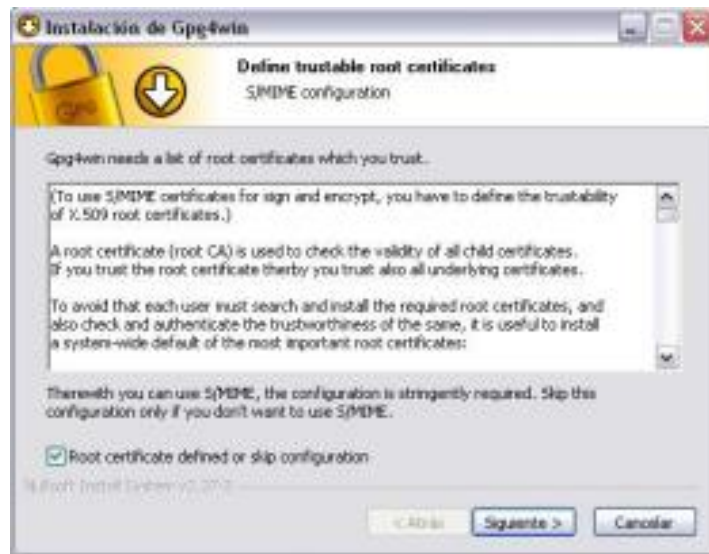 Instalación de Gpg4win
Define trustable root certificates
S/MIME configuration
Gpg4win needs a list of root certificates which you trust.
(To use S/MIME certificates for sign and encrypt, you have to define the trustability
of X.509 root certificates.)
A root certificate (root CA) is used to check the validity of all child certificates.
If you trust the root certificate therby you trust also all underlying certificates.
To avoid that each user must search and install the required root certificates, and
also check and authenticate the trustworthiness of the same, it is useful to install
a system-wide default of the most important root certificates:
Therewith you can use S/MIME, the configuration is stringently required. Skip this
configuration only if you don't want to use S/MIME.
Root certificate defined or skip configuration
Nullsoft Install System
< Atrás
Siguiente >
Cancelar